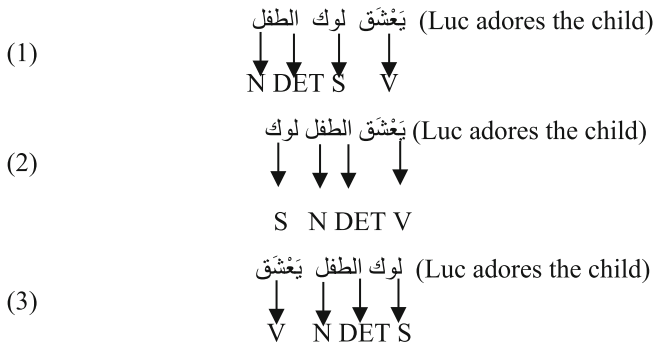 (1) يَعْشَق لوك الطفل (Luc adores the child)
N DET S V
(2) يَعْشَق الطفل لوك (Luc adores the child)
S N DET V
(3) لوك الطفل يَعْشَق (Luc adores the child)
V N DET S